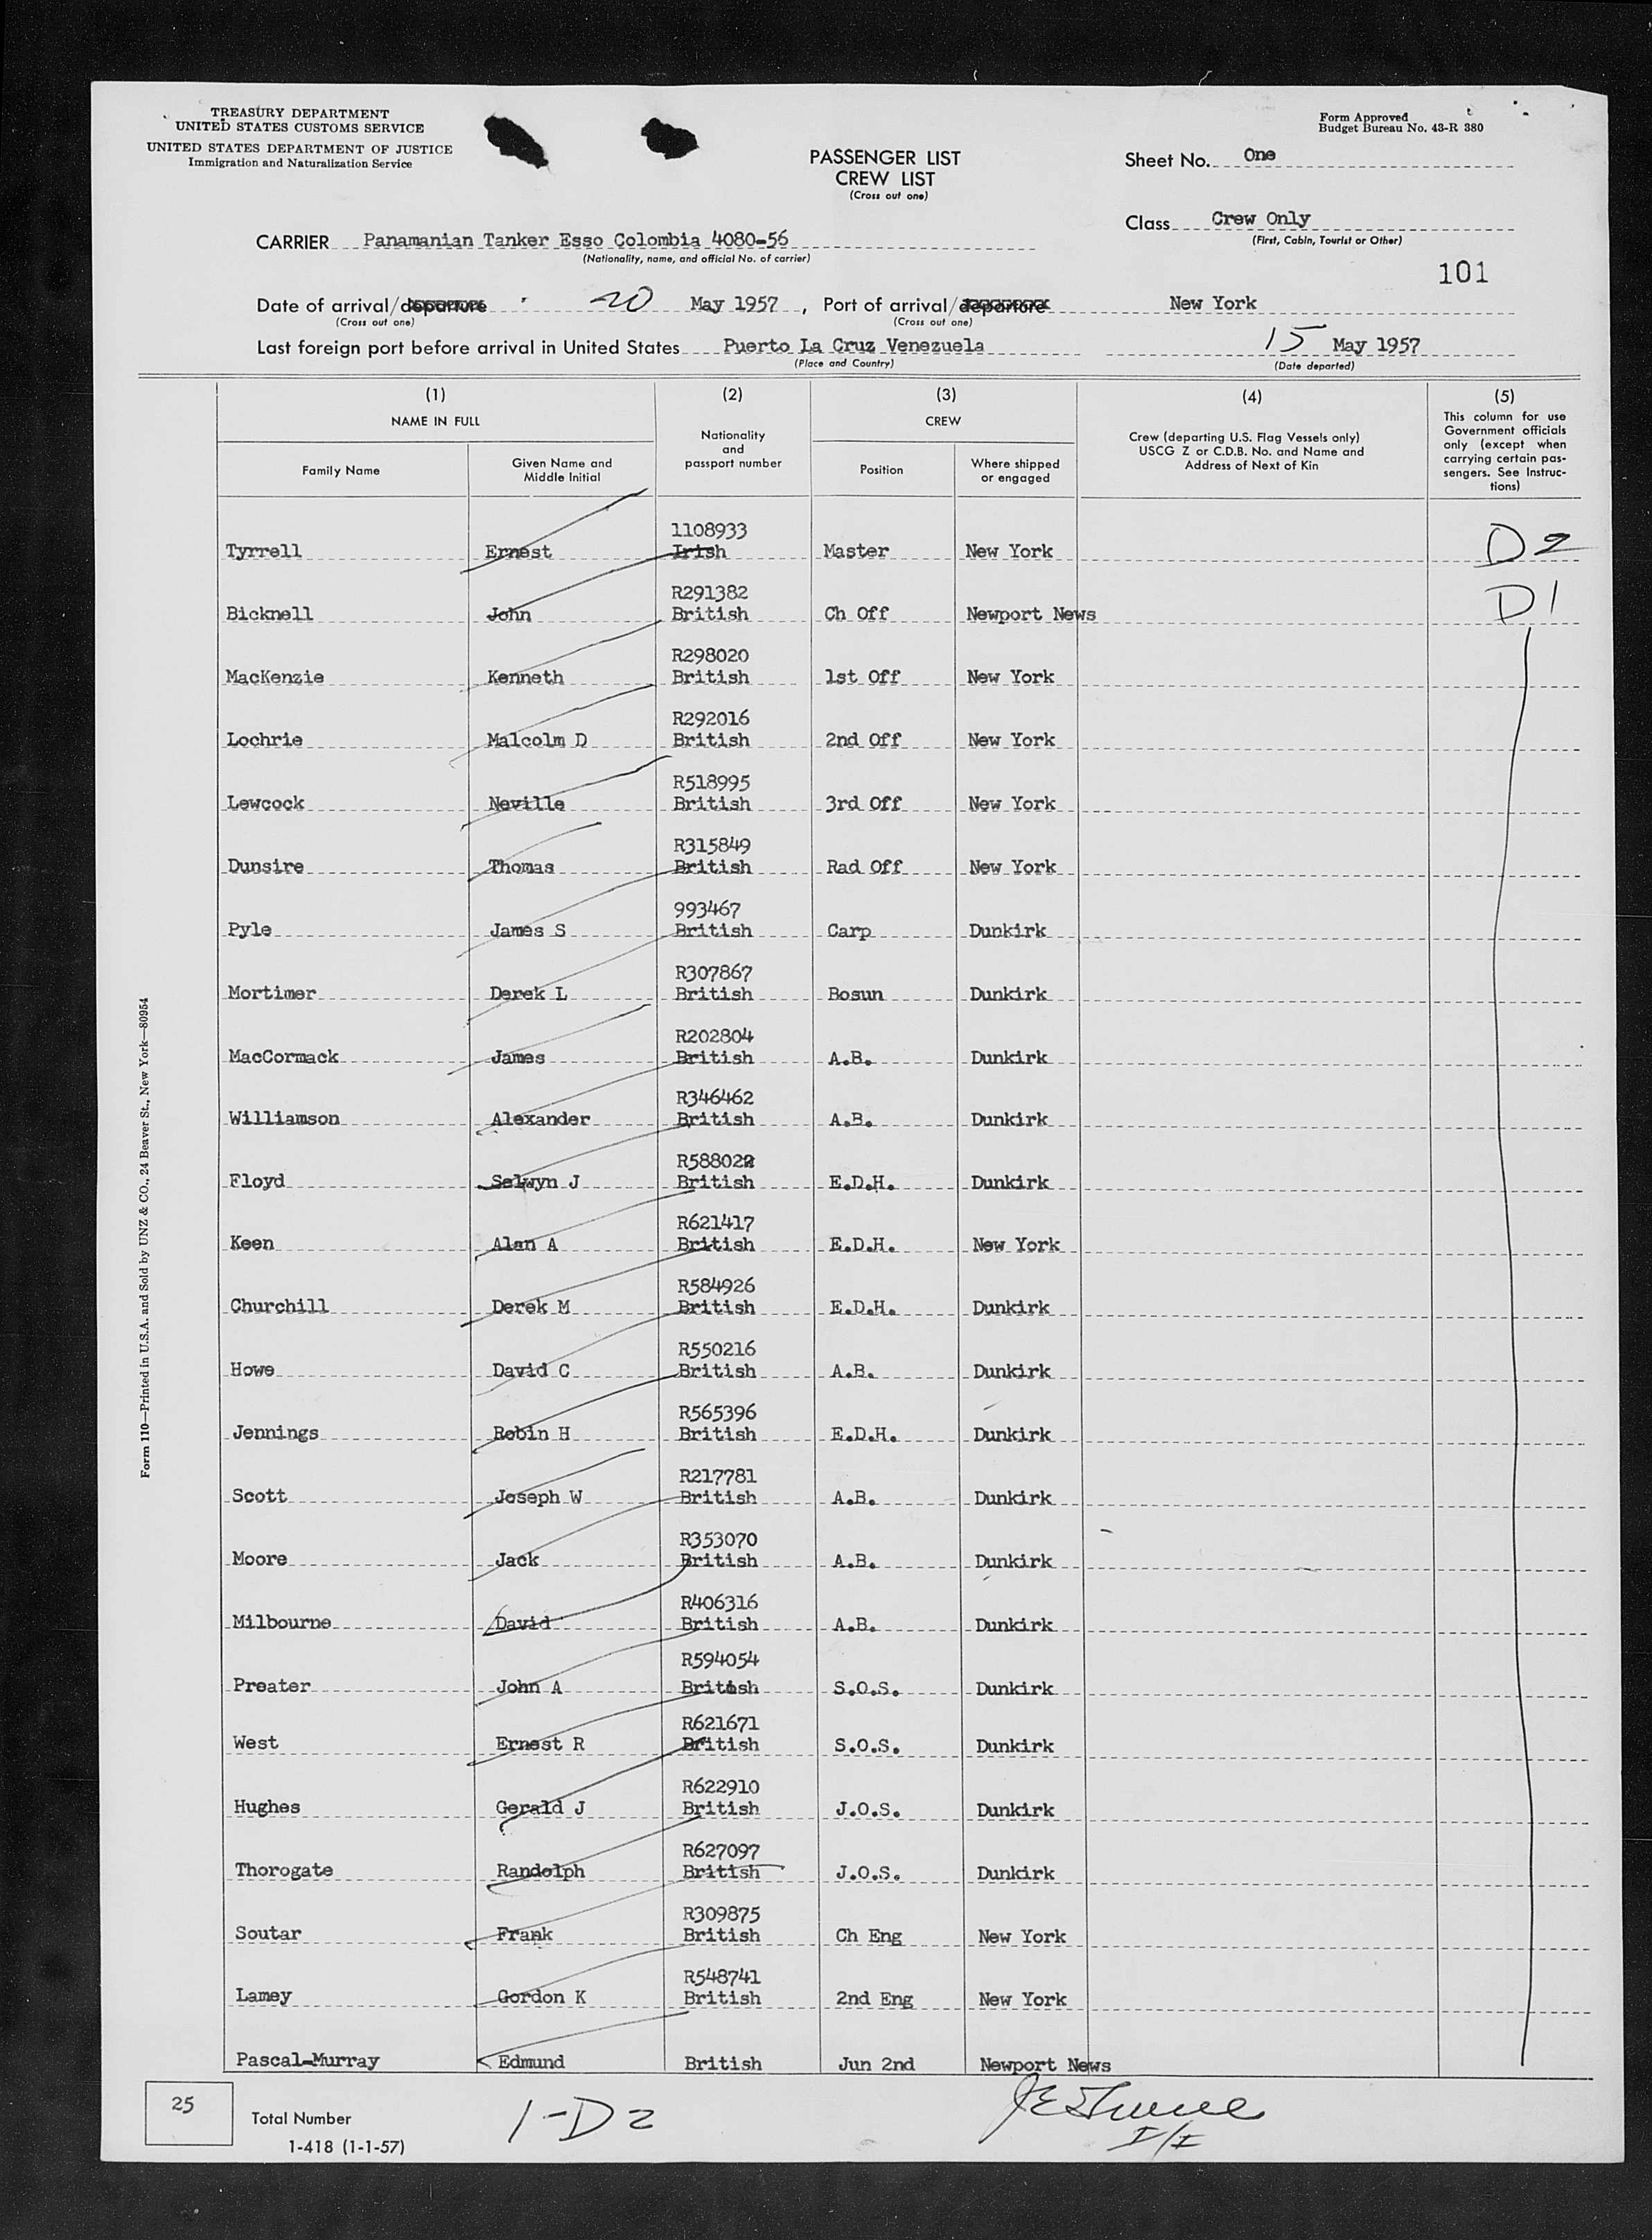 TREASURY DEPARTMENT
UNITED STATES CUSTOMS SERVICE
UNITED STATES DEPARTMENT OF JUSTICE
Immigration and Naturalization Service
PASSENGER LIST
CREW LIST
(Cross out one)
Form Approved
Budget Bureau No. 43-R 380
Sheet No. One
Class Crew Only
(First, Cabin, Tourist or Other)
CARRIER Panamanian Tanker Esso Colombia 4080-56
(Nationality, name, and official No. of carrier)
101
Date of arrival/departure 20 May 1957, Port of arrival/departure New York
(Cross out one) (Cross out one)
Last foreign port before arrival in United States Puerto La Cruz Venezuela 15 May 1957
(Place and Country) (Date departed)
(1) (2) (3) (4) (5)
NAME IN FULL
Family Name
Given Name and
Middle Initial
Nationality
and
passport number
CREW
Position
Where shipped
or engaged
Crew (departing U.S. Flag Vessels only)
USCG Z or C.D.B. No. and Name and
Address of Next of Kin
This column for use
Government officials
only (except when
carrying certain pas-
sengers. See Instruc-
tions)
1108933
Tyrrell Ernest Irish Master New York D2
R291382
Bicknell John British Ch Off Newport News D1
R298020
MacKenzie Kenneth British 1st Off New York
R292016
Lochrie Malcolm D British 2nd Off New York
R518995
Lewcock Neville British 3rd Off New York
R315849
Dunsire Thomas British Rad Off New York
993467
Pyle James S British Carp Dunkirk
R307867
Mortimer Derek L British Bosun Dunkirk
R202804
MacCormack James British A.B. Dunkirk
R346462
Williamson Alexander British A.B. Dunkirk
R588022
Floyd Selwyn J British E.D.H. Dunkirk
R621417
Keen Alan A British E.D.H. New York
R584926
Churchill Derek M British E.D.H. Dunkirk
R550216
Howe David C British A.B. Dunkirk
R565396
Jennings Robin H British E.D.H. Dunkirk
R217781
Scott Joseph W British A.B. Dunkirk
R353070
Moore Jack British A.B. Dunkirk
R406316
Milbourne David British A.B. Dunkirk
R594054
Preater John A British S.O.S. Dunkirk
R621671
West Ernest R British S.O.S. Dunkirk
R622910
Hughes Gerald J British J.O.S. Dunkirk
R627097
Thorogate Randolph British J.O.S. Dunkirk
R309875
Soutar Frank British Ch Eng New York
R548741
Lamey Gordon K British 2nd Eng New York
Pascal-Murray Edmund British Jun 2nd Newport News
25
Total Number
1-418 (1-1-57)
1-D2
I/I
Form 110—Printed in U.S.A. and Sold by UNZ & CO., 24 Beaver St., New York—80954